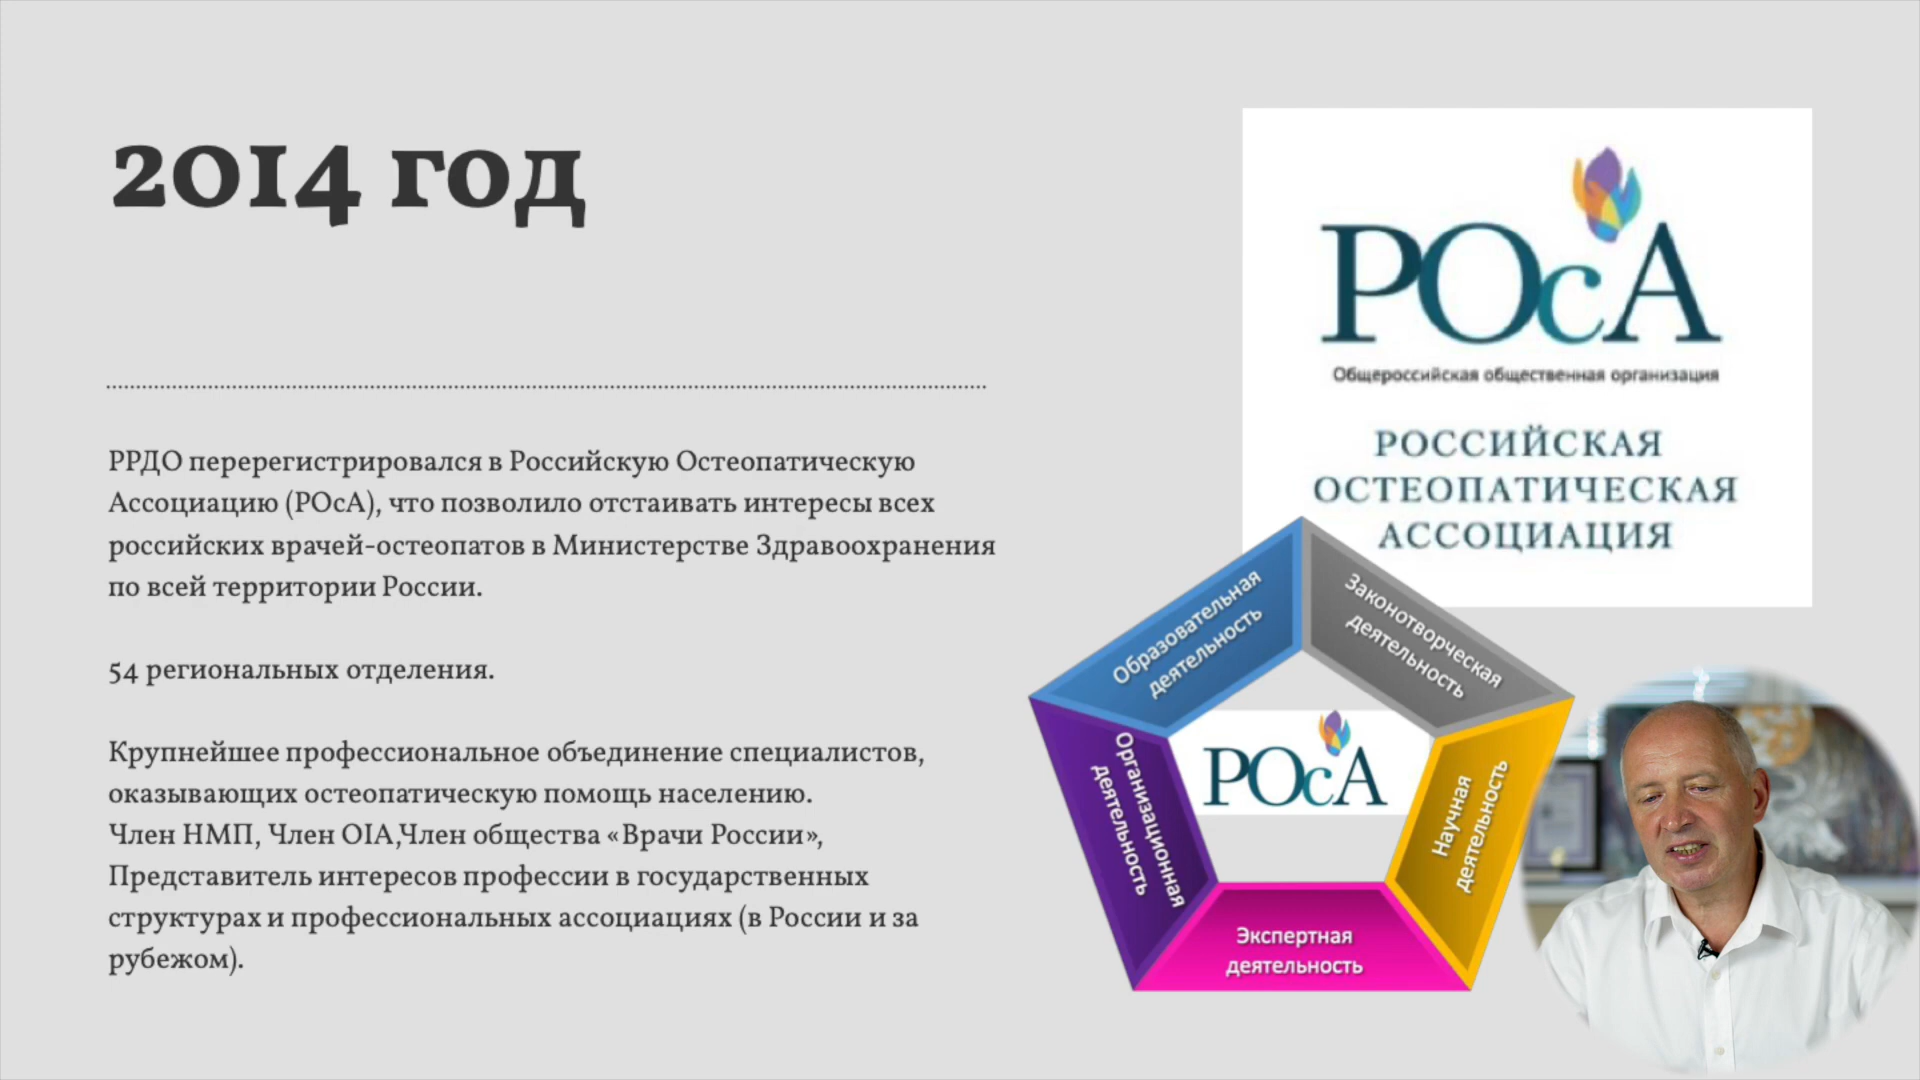 2014 год
РРДО перерегистрировался в Российскую Остеопатическую
Ассоциацию (РОсА), что позволило отстаивать интересы всех
российских врачей-остеопатов в Министерстве Здравоохранения
по всей территории России.
54 региональных отделения.
Крупнейшее профессиональное объединение специалистов,
оказывающих остеопатическую помощь населению.
Член НМП, Член OIA,Член общества «Врачи России»,
Представитель интересов профессии в государственных
структурах и профессиональных ассоциациях (в России и за
рубежом).
РОсА
Общероссийская общественная организация
РОССИЙСКАЯ
ОСТЕОПАТИЧЕСКАЯ
АССОЦИАЦИЯ
Образовательная
деятельность
Законотворческая
деятельность
Организационная
деятельность
РОсА
Научная
деятельность
Экспертная
деятельность